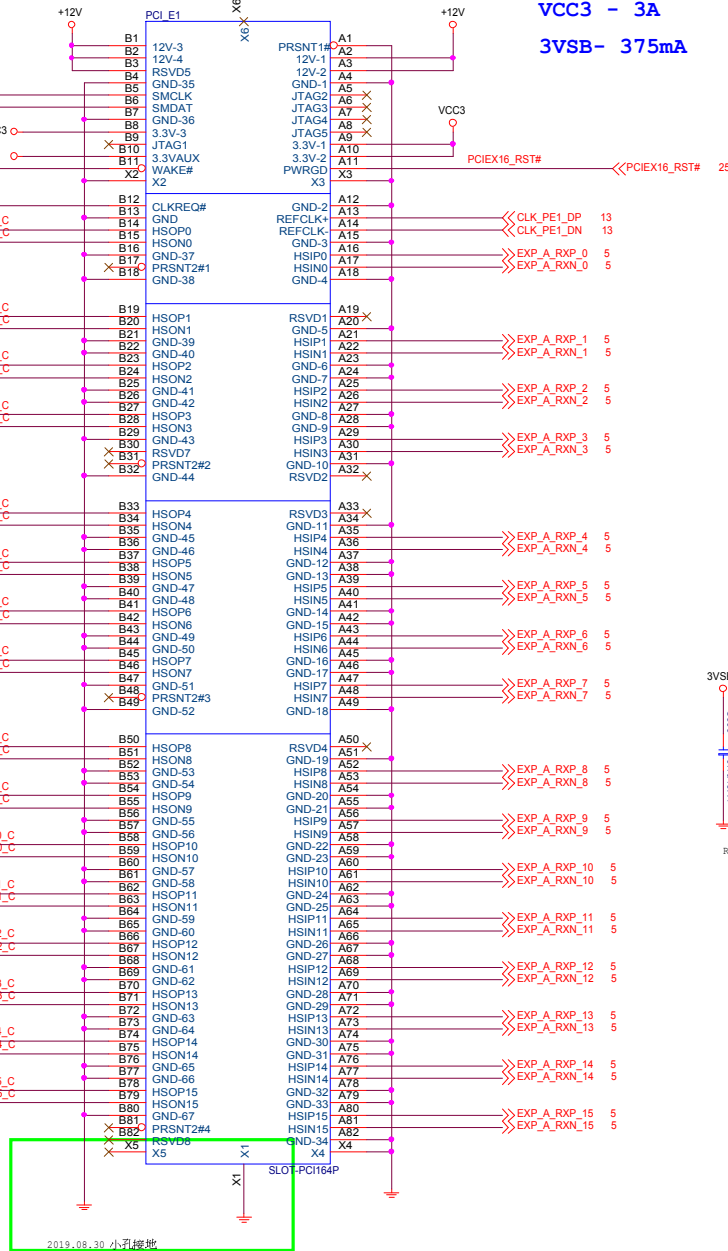 X6
+12V
PCI_E1
+12V
VCC3 - 3A
3VSB- 375mA
X6
B1 12V-3 PRSNT1# A1
B2 12V-4 12V-1 A2
B3 RSVD5 12V-2 A3
B4 GND-35 GND-1 A4
B5 SMCLK JTAG2 A5
B6 SMDAT JTAG3 A6
B7 GND-36 JTAG4 A7
B8 3.3V-3 JTAG5 A8
VCC3
B9 JTAG1 3.3V-1 A9
B10 3.3VAUX 3.3V-2 A10
B11 WAKE# PWRGD A11 PCIEX16_RST# PCIEX16_RST# 25
X2 X2 X3 X3
B12 CLKREQ# GND-2 A12
B13 GND REFCLK+ A13 CLK_PE1_DP 13
B14 HSOP0 REFCLK- A14 CLK_PE1_DN 13
B15 HSON0 GND-3 A15
B16 GND-37 HSIP0 A16 EXP_A_RXP_0 5
B17 PRSNT2#1 HSIN0 A17 EXP_A_RXN_0 5
B18 GND-38 GND-4 A18
B19 HSOP1 RSVD1 A19
B20 HSON1 GND-5 A20
B21 GND-39 HSIP1 A21 EXP_A_RXP_1 5
B22 GND-40 HSIN1 A22 EXP_A_RXN_1 5
B23 HSOP2 GND-6 A23
B24 HSON2 GND-7 A24
B25 GND-41 HSIP2 A25 EXP_A_RXP_2 5
B26 GND-42 HSIN2 A26 EXP_A_RXN_2 5
B27 HSOP3 GND-8 A27
B28 HSON3 GND-9 A28
B29 GND-43 HSIP3 A29 EXP_A_RXP_3 5
B30 RSVD7 HSIN3 A30 EXP_A_RXN_3 5
B31 PRSNT2#2 GND-10 A31
B32 GND-44 RSVD2 A32
B33 HSOP4 RSVD3 A33
B34 HSON4 GND-11 A34
B35 GND-45 HSIP4 A35 EXP_A_RXP_4 5
B36 GND-46 HSIN4 A36 EXP_A_RXN_4 5
B37 HSOP5 GND-12 A37
B38 HSON5 GND-13 A38
B39 GND-47 HSIP5 A39 EXP_A_RXP_5 5
B40 GND-48 HSIN5 A40 EXP_A_RXN_5 5
B41 HSOP6 GND-14 A41
B42 HSON6 GND-15 A42
B43 GND-49 HSIP6 A43 EXP_A_RXP_6 5
B44 GND-50 HSIN6 A44 EXP_A_RXN_6 5
B45 HSOP7 GND-16 A45
B46 HSON7 GND-17 A46
B47 GND-51 HSIP7 A47 EXP_A_RXP_7 5
B48 PRSNT2#3 HSIN7 A48 EXP_A_RXN_7 5
B49 GND-52 GND-18 A49
B50 HSOP8 RSVD4 A50
B51 HSON8 GND-19 A51
B52 GND-53 HSIP8 A52 EXP_A_RXP_8 5
B53 GND-54 HSIN8 A53 EXP_A_RXN_8 5
B54 HSOP9 GND-20 A54
B55 HSON9 GND-21 A55
B56 GND-55 HSIP9 A56 EXP_A_RXP_9 5
B57 GND-56 HSIN9 A57 EXP_A_RXN_9 5
B58 HSOP10 GND-22 A58
B59 HSON10 GND-23 A59
B60 GND-57 HSIP10 A60 EXP_A_RXP_10 5
B61 GND-58 HSIN10 A61 EXP_A_RXN_10 5
B62 HSOP11 GND-24 A62
B63 HSON11 GND-25 A63
B64 GND-59 HSIP11 A64 EXP_A_RXP_11 5
B65 GND-60 HSIN11 A65 EXP_A_RXN_11 5
B66 HSOP12 GND-26 A66
B67 HSON12 GND-27 A67
B68 GND-61 HSIP12 A68 EXP_A_RXP_12 5
B69 GND-62 HSIN12 A69 EXP_A_RXN_12 5
B70 HSOP13 GND-28 A70
B71 HSON13 GND-29 A71
B72 GND-63 HSIP13 A72 EXP_A_RXP_13 5
B73 GND-64 HSIN13 A73 EXP_A_RXN_13 5
B74 HSOP14 GND-30 A74
B75 HSON14 GND-31 A75
B76 GND-65 HSIP14 A76 EXP_A_RXP_14 5
B77 GND-66 HSIN14 A77 EXP_A_RXN_14 5
B78 HSOP15 GND-32 A78
B79 HSON15 GND-33 A79
B80 GND-67 HSIP15 A80 EXP_A_RXP_15 5
B81 PRSNT2#4 HSIN15 A81 EXP_A_RXN_15 5
B82 RSVD8 GND-34 A82
X5 X5 X1 X4 X4
X1
SLOT-PCI164P
2019.08.30 小孔接地